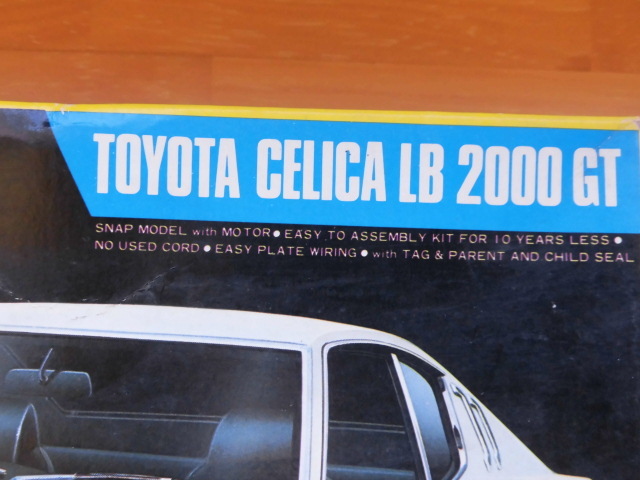 TOYOTA CELICA LB 2000 GT
SNAP MODEL with MOTOR● EASY TO ASSEMBLY KIT FOR 10 YEARS LESS●
NO USED CORD● EASY PLATE WIRING● with TAG & PARENT AND CHILD SEAL